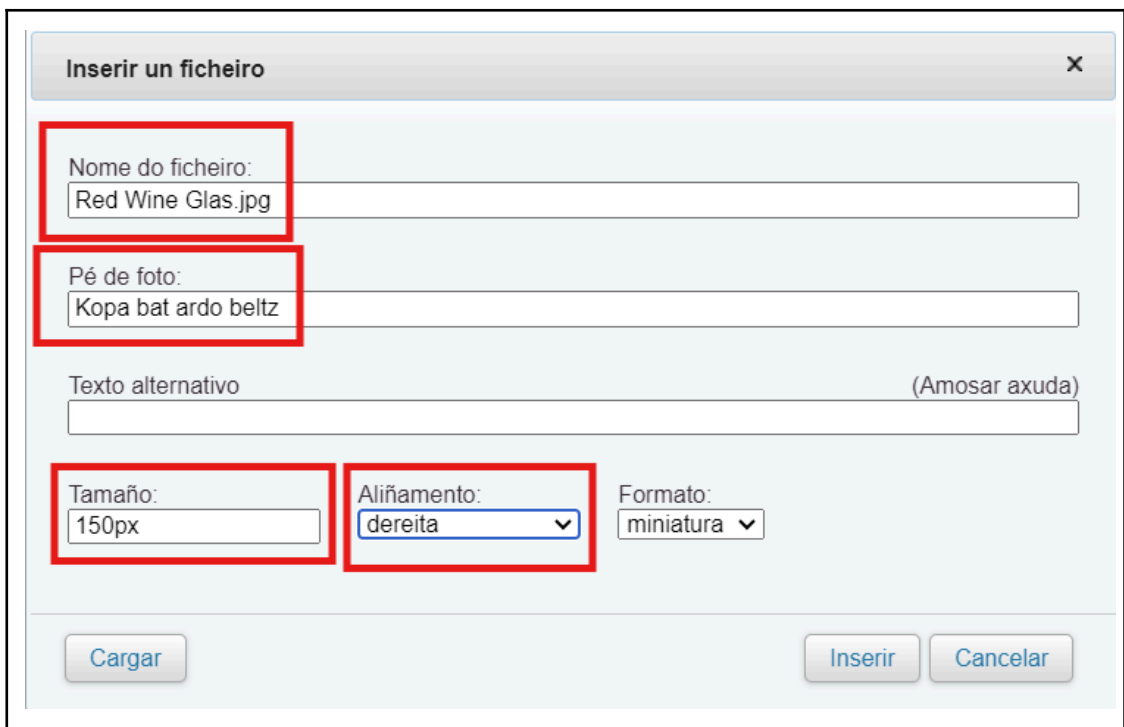 Inserir un ficheiro x
Nome do ficheiro:
Red Wine Glas.jpg
Pé de foto:
Kopa bat ardo beltz
Texto alternativo (Amosar axuda)
Tamaño: Aliñamento: Formato:
150px dereita miniatura
Cargar Inserir Cancelar